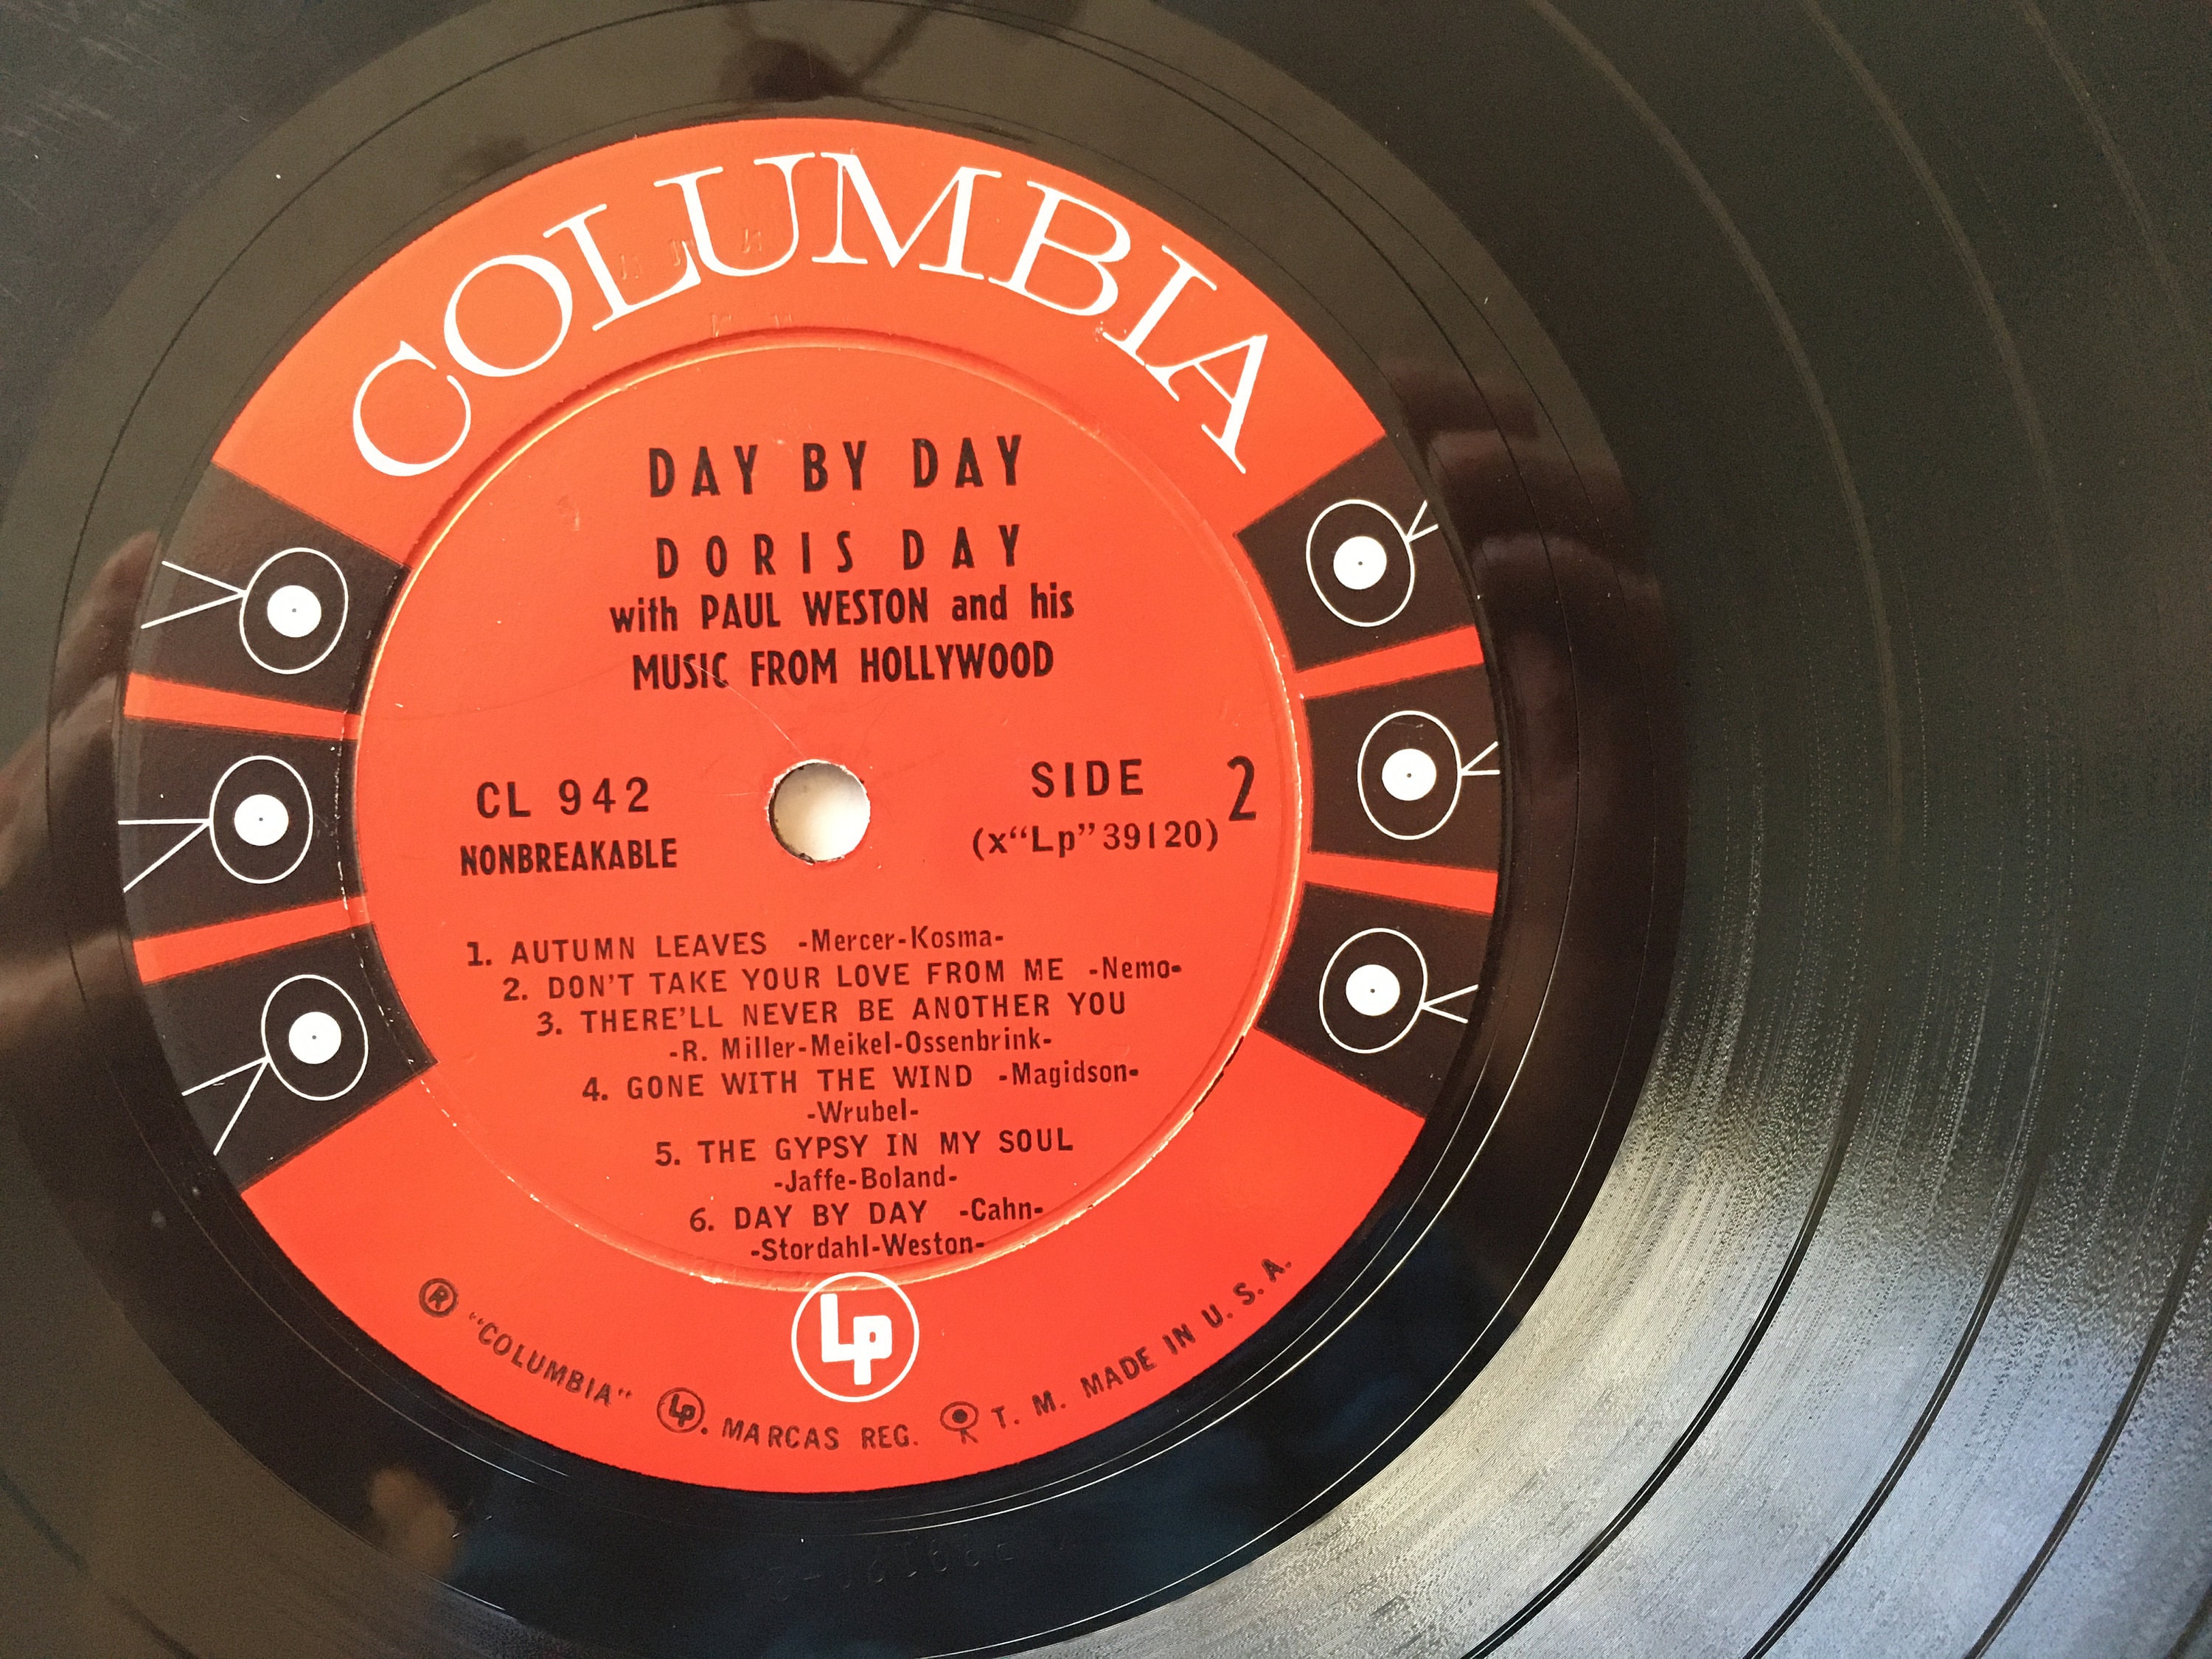 COLUMBIA
DAY BY DAY
DORIS DAY
with PAUL WESTON and his
MUSIC FROM HOLLYWOOD
CL 942
NONBREAKABLE
SIDE 2
(x“Lp”39120)
1. AUTUMN LEAVES -Mercer-Kosma-
2. DON'T TAKE YOUR LOVE FROM ME -Nemo-
3. THERE'LL NEVER BE ANOTHER YOU
-R. Miller-Meikel-Ossenbrink-
4. GONE WITH THE WIND -Magidson-
-Wrubel-
5. THE GYPSY IN MY SOUL
-Jaffe-Boland-
6. DAY BY DAY -Cahn-
-Stordahl-Weston-
Lp
® "COLUMBIA" Lp. MARCAS REG. T. M. MADE IN U. S. A.